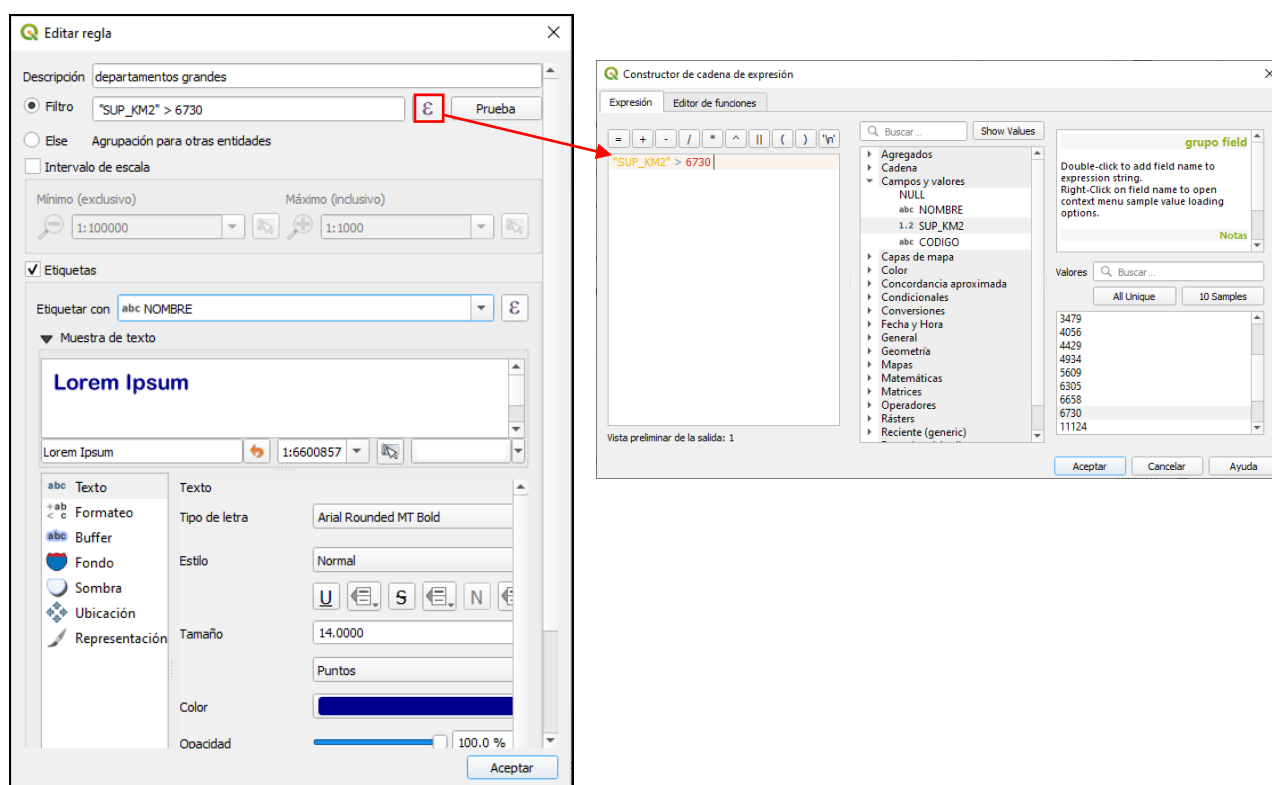 Editar regla
Descripción departamentos grandes
Filtro "SUP_KM2" > 6730 ε Prueba
Else Agrupación para otras entidades
Intervalo de escala
Mínimo (exclusivo) Máximo (inclusivo)
1:100000 1:1000
Etiquetas
Etiquetar con abc NOMBRE ε
Muestra de texto
Lorem Ipsum
Lorem Ipsum 1:6600857
abc Texto
+ab < c Formateo
abc Buffer
Fondo
Sombra
Ubicación
Representación
Texto
Tipo de letra Arial Rounded MT Bold
Estilo Normal
U S N
Tamaño 14.0000
Puntos
Color
Opacidad 100.0 %
Aceptar
Constructor de cadena de expresión
Expresión Editor de funciones
= + - / * ^ || ( ) '\n'
"SUP_KM2" > 6730
Vista preliminar de la salida: 1
Buscar... Show Values
Agregados
Cadena
Campos y valores
NULL
abc NOMBRE
1.2 SUP_KM2
abc CODIGO
Capas de mapa
Color
Concordancia aproximada
Condicionales
Conversiones
Fecha y Hora
General
Geometría
Mapas
Matemáticas
Matrices
Operadores
Rásters
Reciente (generic)
grupo field
Double-click to add field name to
expression string.
Right-Click on field name to open
context menu sample value loading
options.
Notas
Valores Buscar...
All Unique 10 Samples
3479
4056
4429
4934
5609
6305
6658
6730
11124
Aceptar Cancelar Ayuda